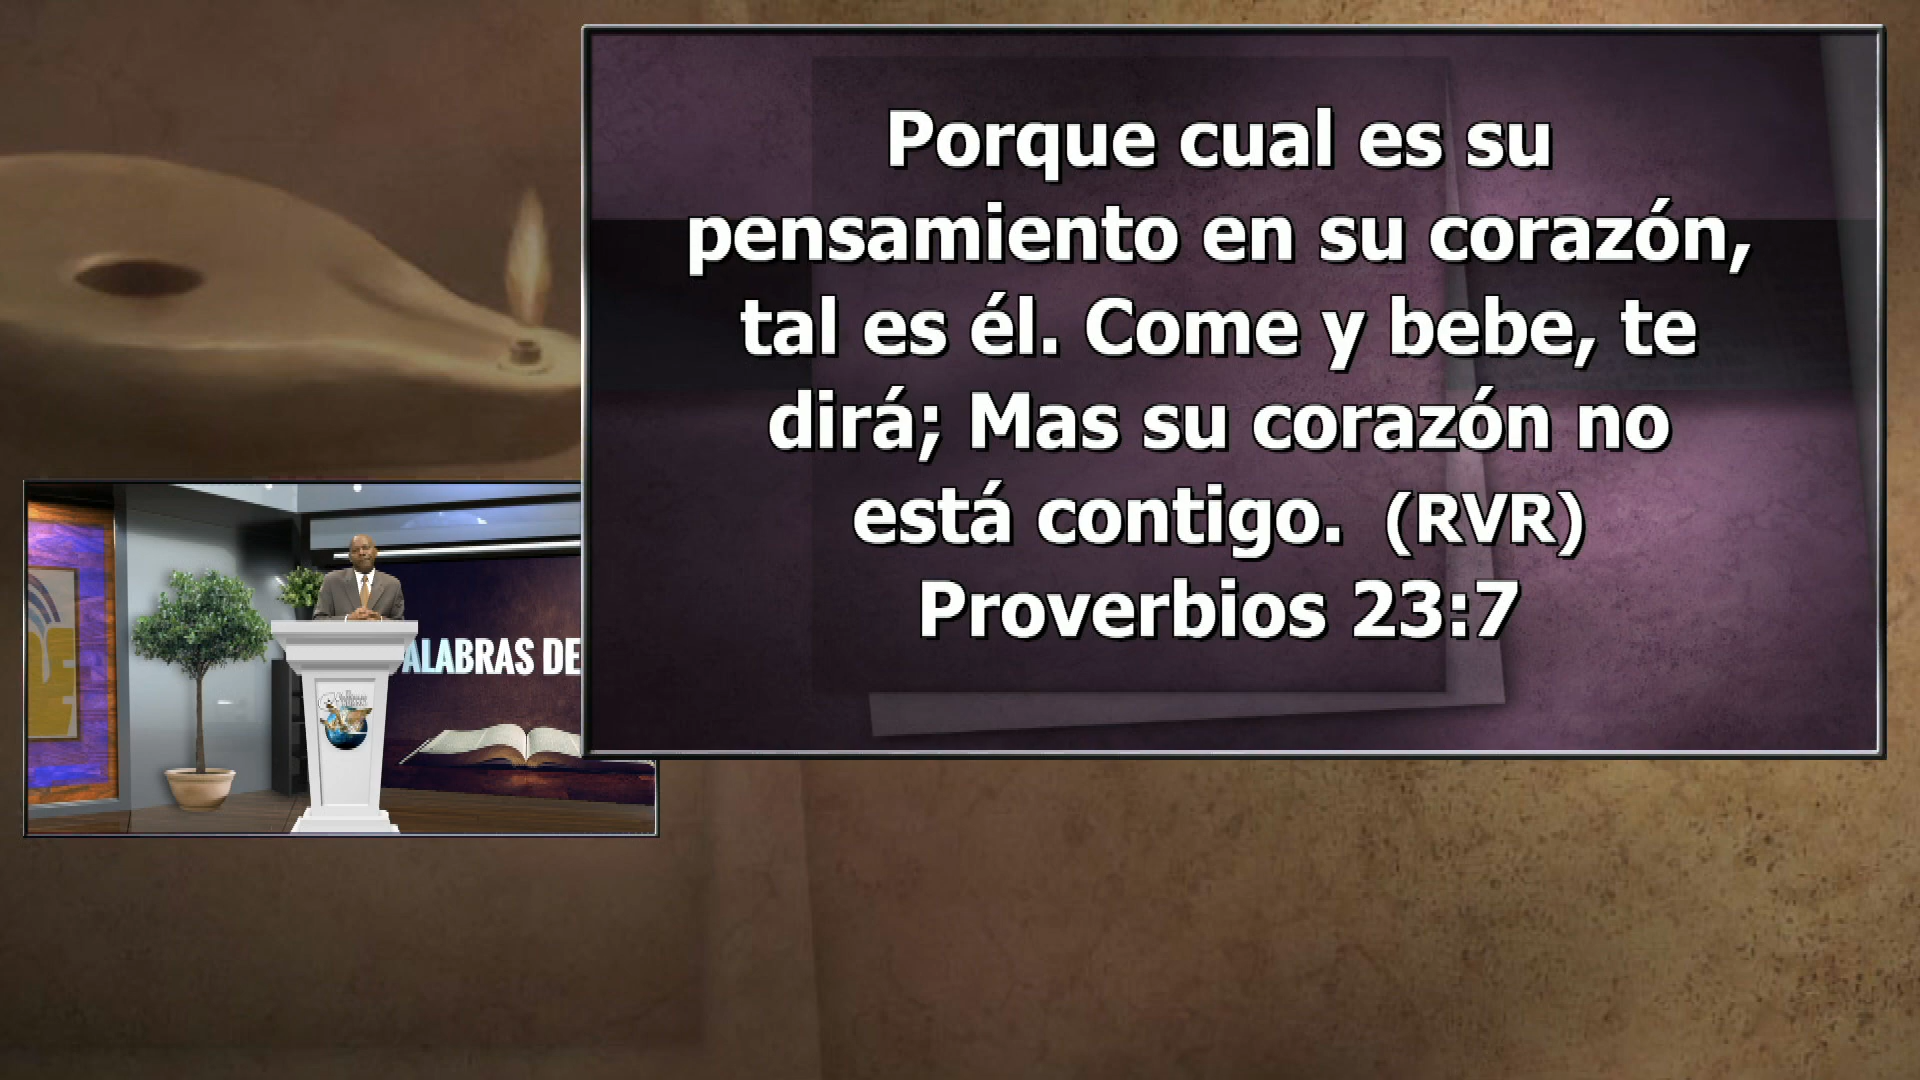 Porque cual es su
pensamiento en su corazón,
tal es él. Come y bebe, te
dirá; Mas su corazón no
está contigo. (RVR)
Proverbios 23:7
ALABRAS DE